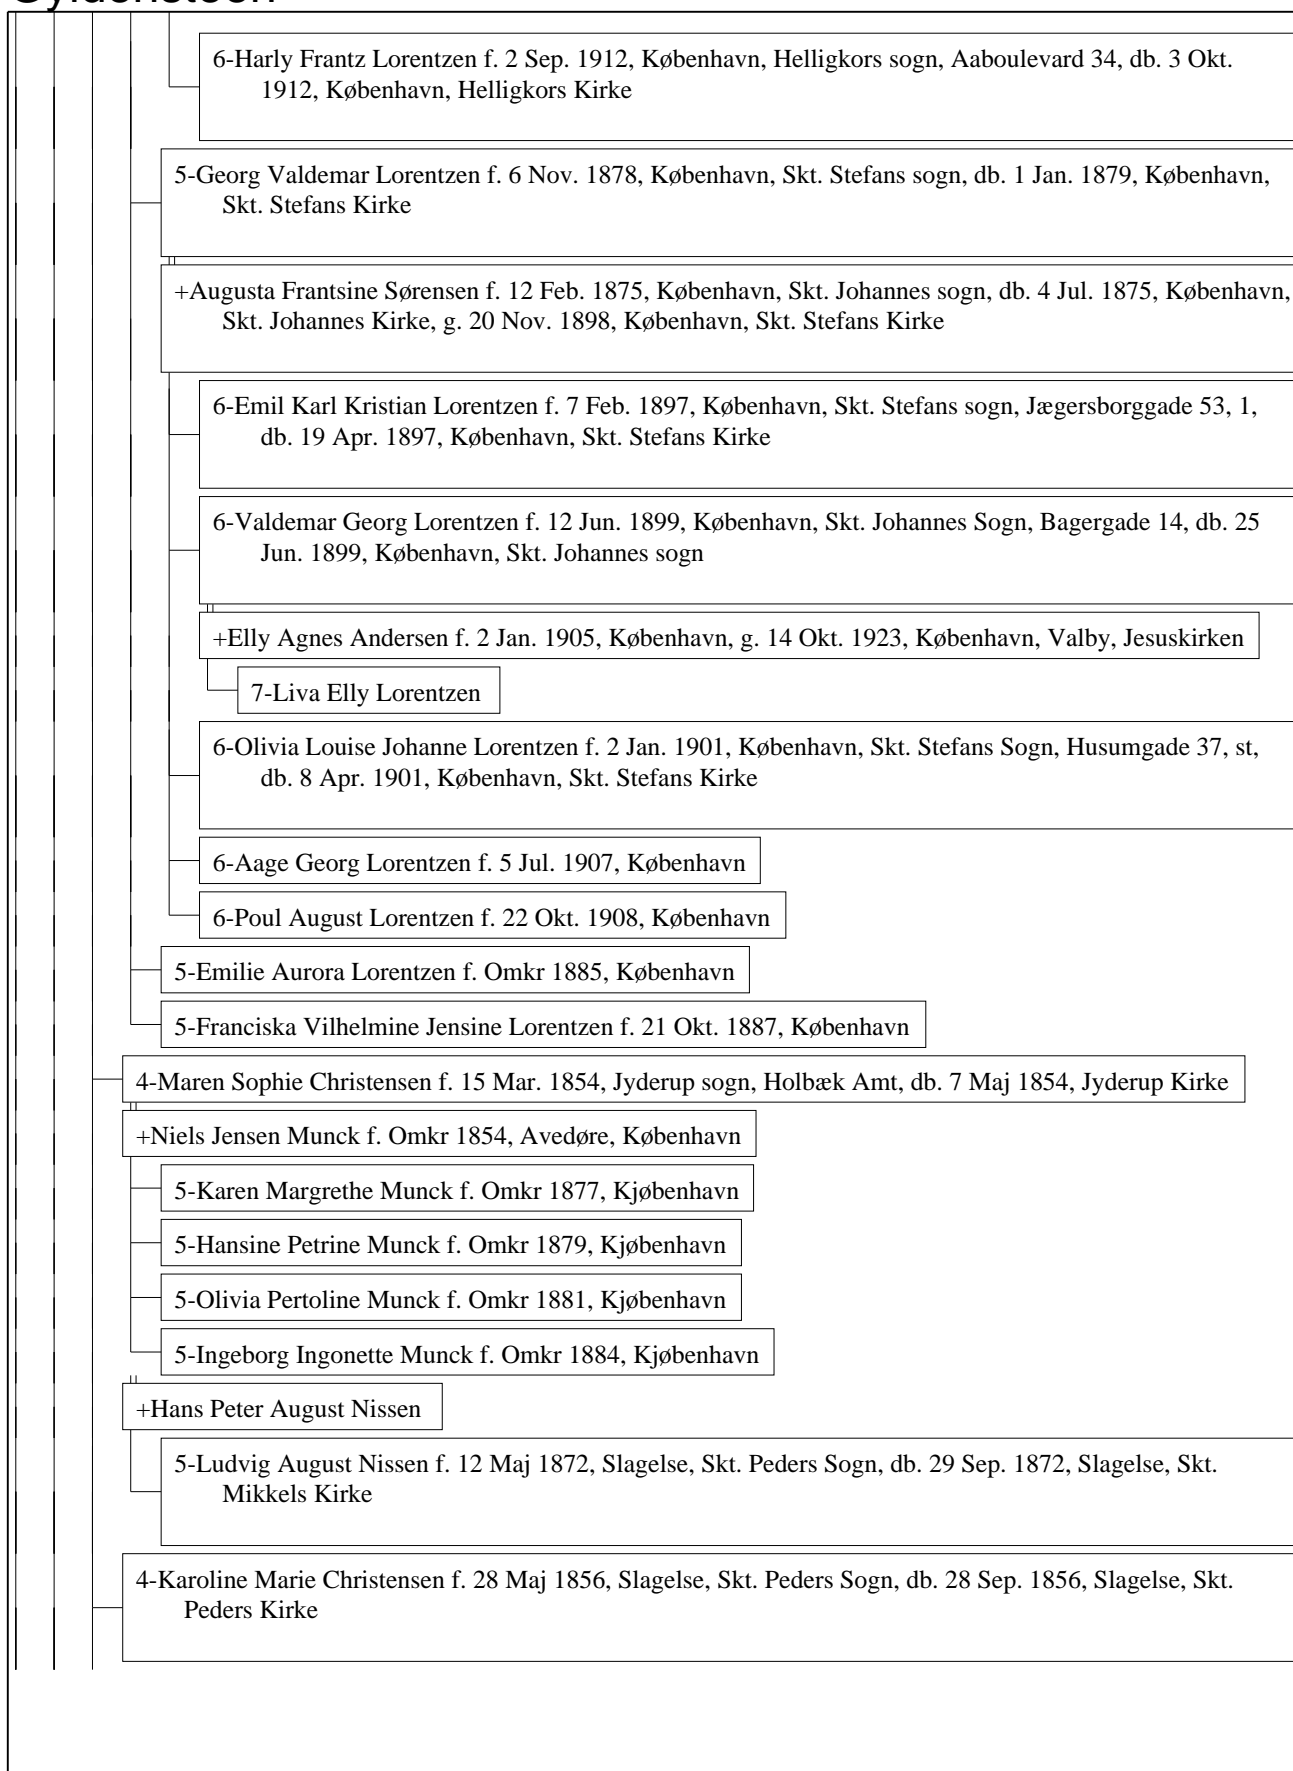 6-Harly Frantz Lorentzen f. 2 Sep. 1912, København, Helligkors sogn, Aaboulevard 34, db. 3 Okt.
1912, København, Helligkors Kirke
5-Georg Valdemar Lorentzen f. 6 Nov. 1878, København, Skt. Stefans sogn, db. 1 Jan. 1879, København,
Skt. Stefans Kirke
+Augusta Frantsine Sørensen f. 12 Feb. 1875, København, Skt. Johannes sogn, db. 4 Jul. 1875, København,
Skt. Johannes Kirke, g. 20 Nov. 1898, København, Skt. Stefans Kirke
6-Emil Karl Kristian Lorentzen f. 7 Feb. 1897, København, Skt. Stefans sogn, Jægersborggade 53, 1,
db. 19 Apr. 1897, København, Skt. Stefans Kirke
6-Valdemar Georg Lorentzen f. 12 Jun. 1899, København, Skt. Johannes Sogn, Bagergade 14, db. 25
Jun. 1899, København, Skt. Johannes sogn
+Elly Agnes Andersen f. 2 Jan. 1905, København, g. 14 Okt. 1923, København, Valby, Jesuskirken
7-Liva Elly Lorentzen
6-Olivia Louise Johanne Lorentzen f. 2 Jan. 1901, København, Skt. Stefans Sogn, Husumgade 37, st,
db. 8 Apr. 1901, København, Skt. Stefans Kirke
6-Aage Georg Lorentzen f. 5 Jul. 1907, København
6-Poul August Lorentzen f. 22 Okt. 1908, København
5-Emilie Aurora Lorentzen f. Omkr 1885, København
5-Franciska Vilhelmine Jensine Lorentzen f. 21 Okt. 1887, København
4-Maren Sophie Christensen f. 15 Mar. 1854, Jyderup sogn, Holbæk Amt, db. 7 Maj 1854, Jyderup Kirke
+Niels Jensen Munck f. Omkr 1854, Avedøre, København
5-Karen Margrethe Munck f. Omkr 1877, Kjøbenhavn
5-Hansine Petrine Munck f. Omkr 1879, Kjøbenhavn
5-Olivia Pertoline Munck f. Omkr 1881, Kjøbenhavn
5-Ingeborg Ingonette Munck f. Omkr 1884, Kjøbenhavn
+Hans Peter August Nissen
5-Ludvig August Nissen f. 12 Maj 1872, Slagelse, Skt. Peders Sogn, db. 29 Sep. 1872, Slagelse, Skt.
Mikkels Kirke
4-Karoline Marie Christensen f. 28 Maj 1856, Slagelse, Skt. Peders Sogn, db. 28 Sep. 1856, Slagelse, Skt.
Peders Kirke